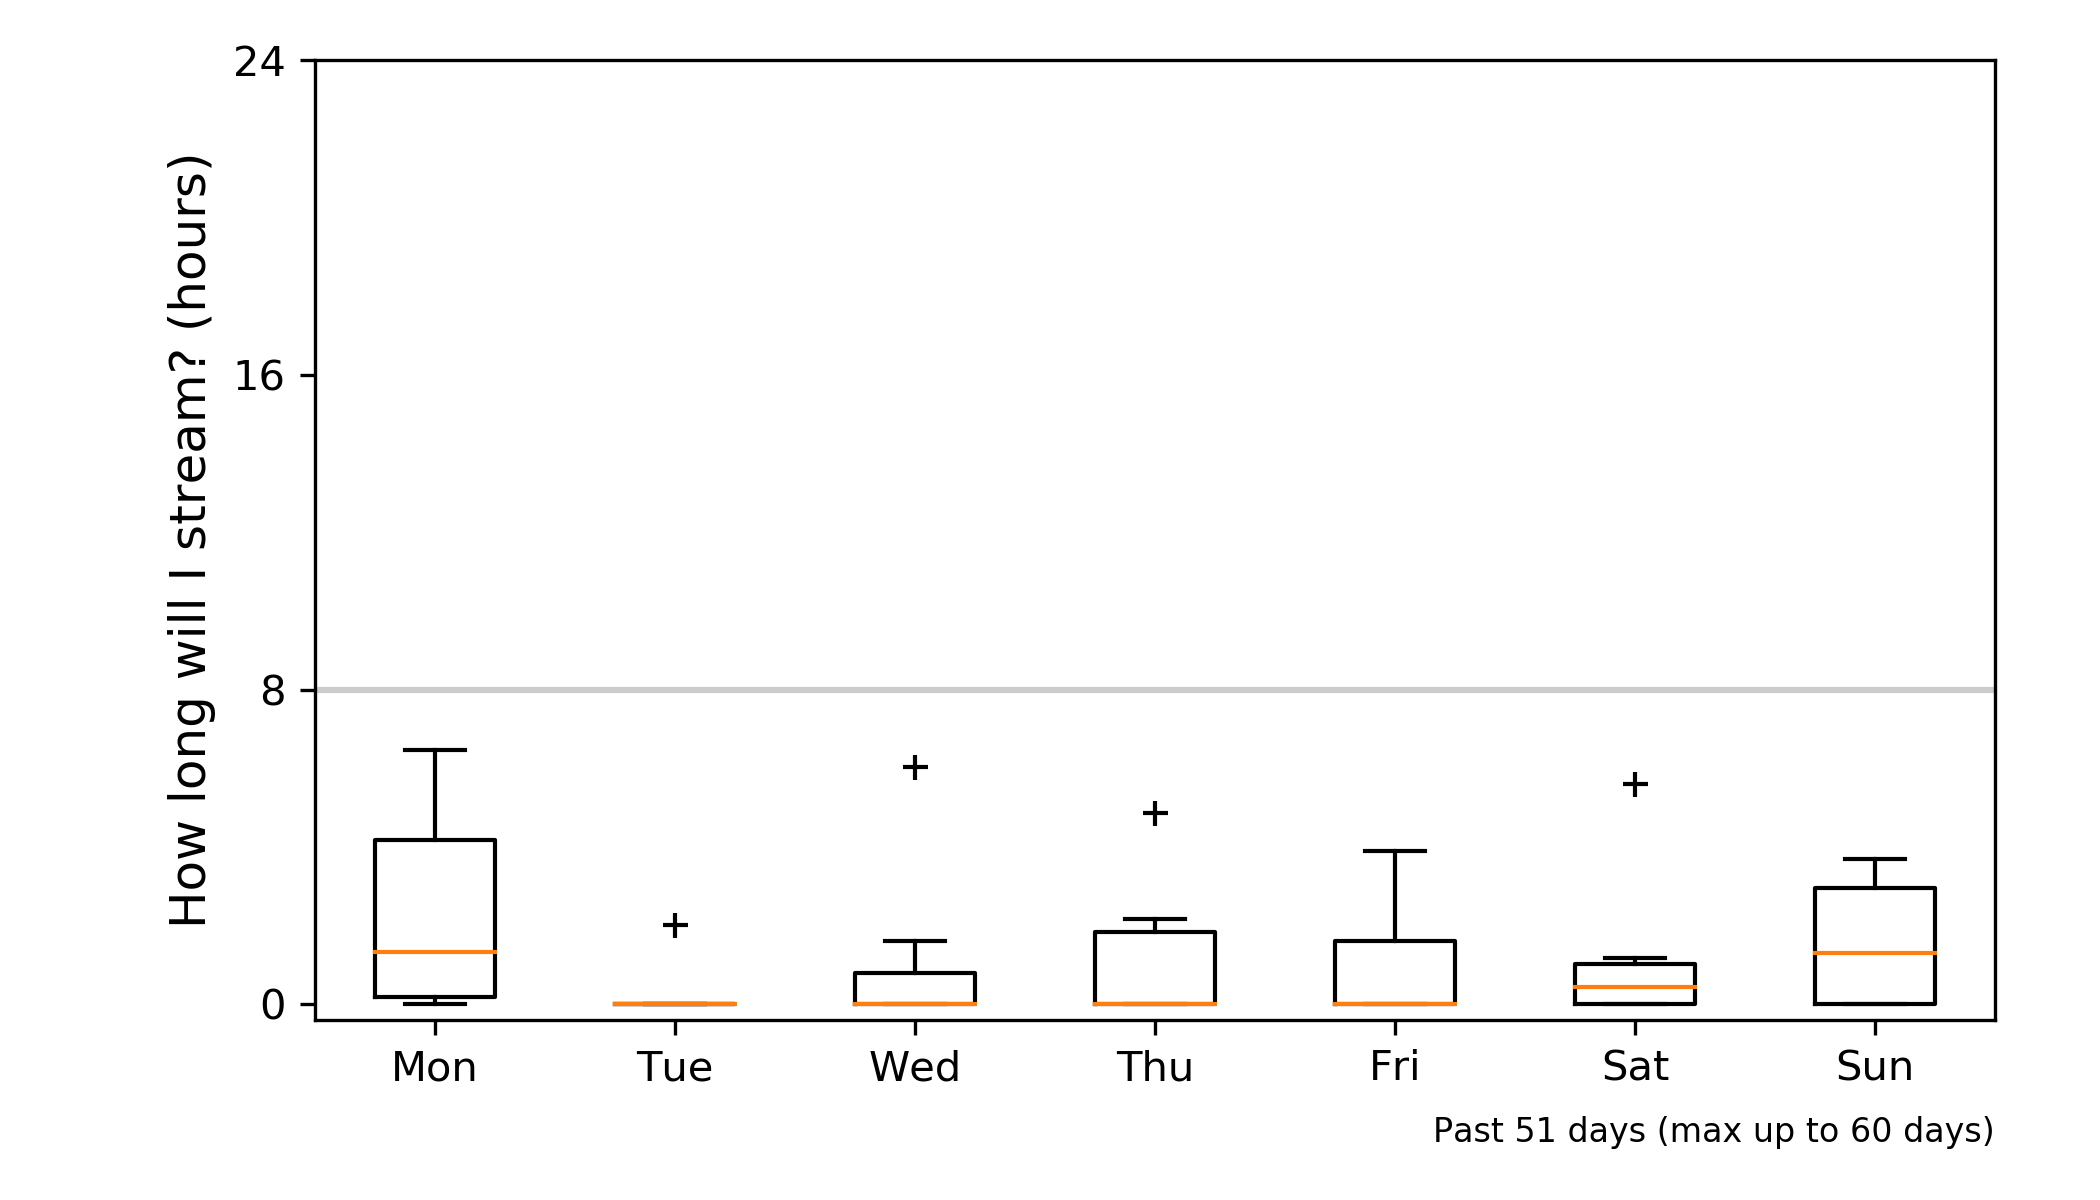 How long will I stream? (hours)
24
16
8
0
Mon Tue Wed Thu Fri Sat Sun
Past 51 days (max up to 60 days)